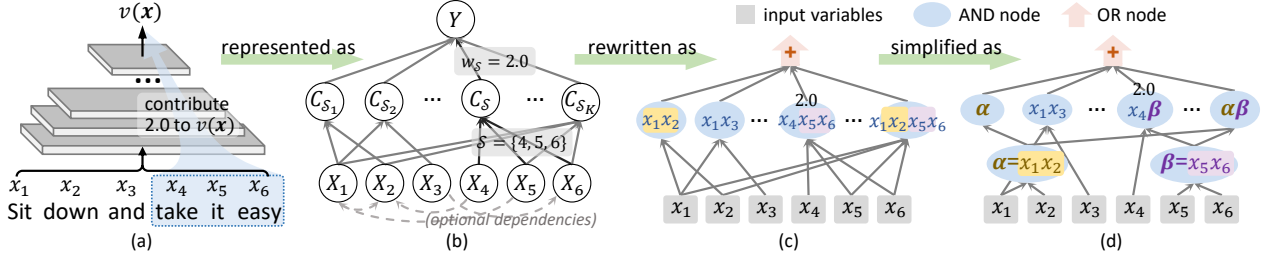 v(x)
•••
contribute
2.0 to v(x)
x₁ x₂ x₃ x₄ x₅ x₆
Sit down and take it easy
(a)
represented as
Y
w_𝒮 = 2.0
C_𝒮₁ C_𝒮₂ ··· C_𝒮 ··· C_𝒮K
𝒮 = {4, 5, 6}
X₁ X₂ X₃ X₄ X₅ X₆
(optional dependencies)
(b)
rewritten as
input variables AND node OR node
+
2.0
x₁x₂ x₁x₃ ··· x₄x₅x₆ ··· x₁x₂x₅x₆
x₁ x₂ x₃ x₄ x₅ x₆
(c)
simplified as
+
2.0
α x₁x₃ ··· x₄β ··· αβ
α=x₁x₂ β=x₅x₆
x₁ x₂ x₃ x₄ x₅ x₆
(d)